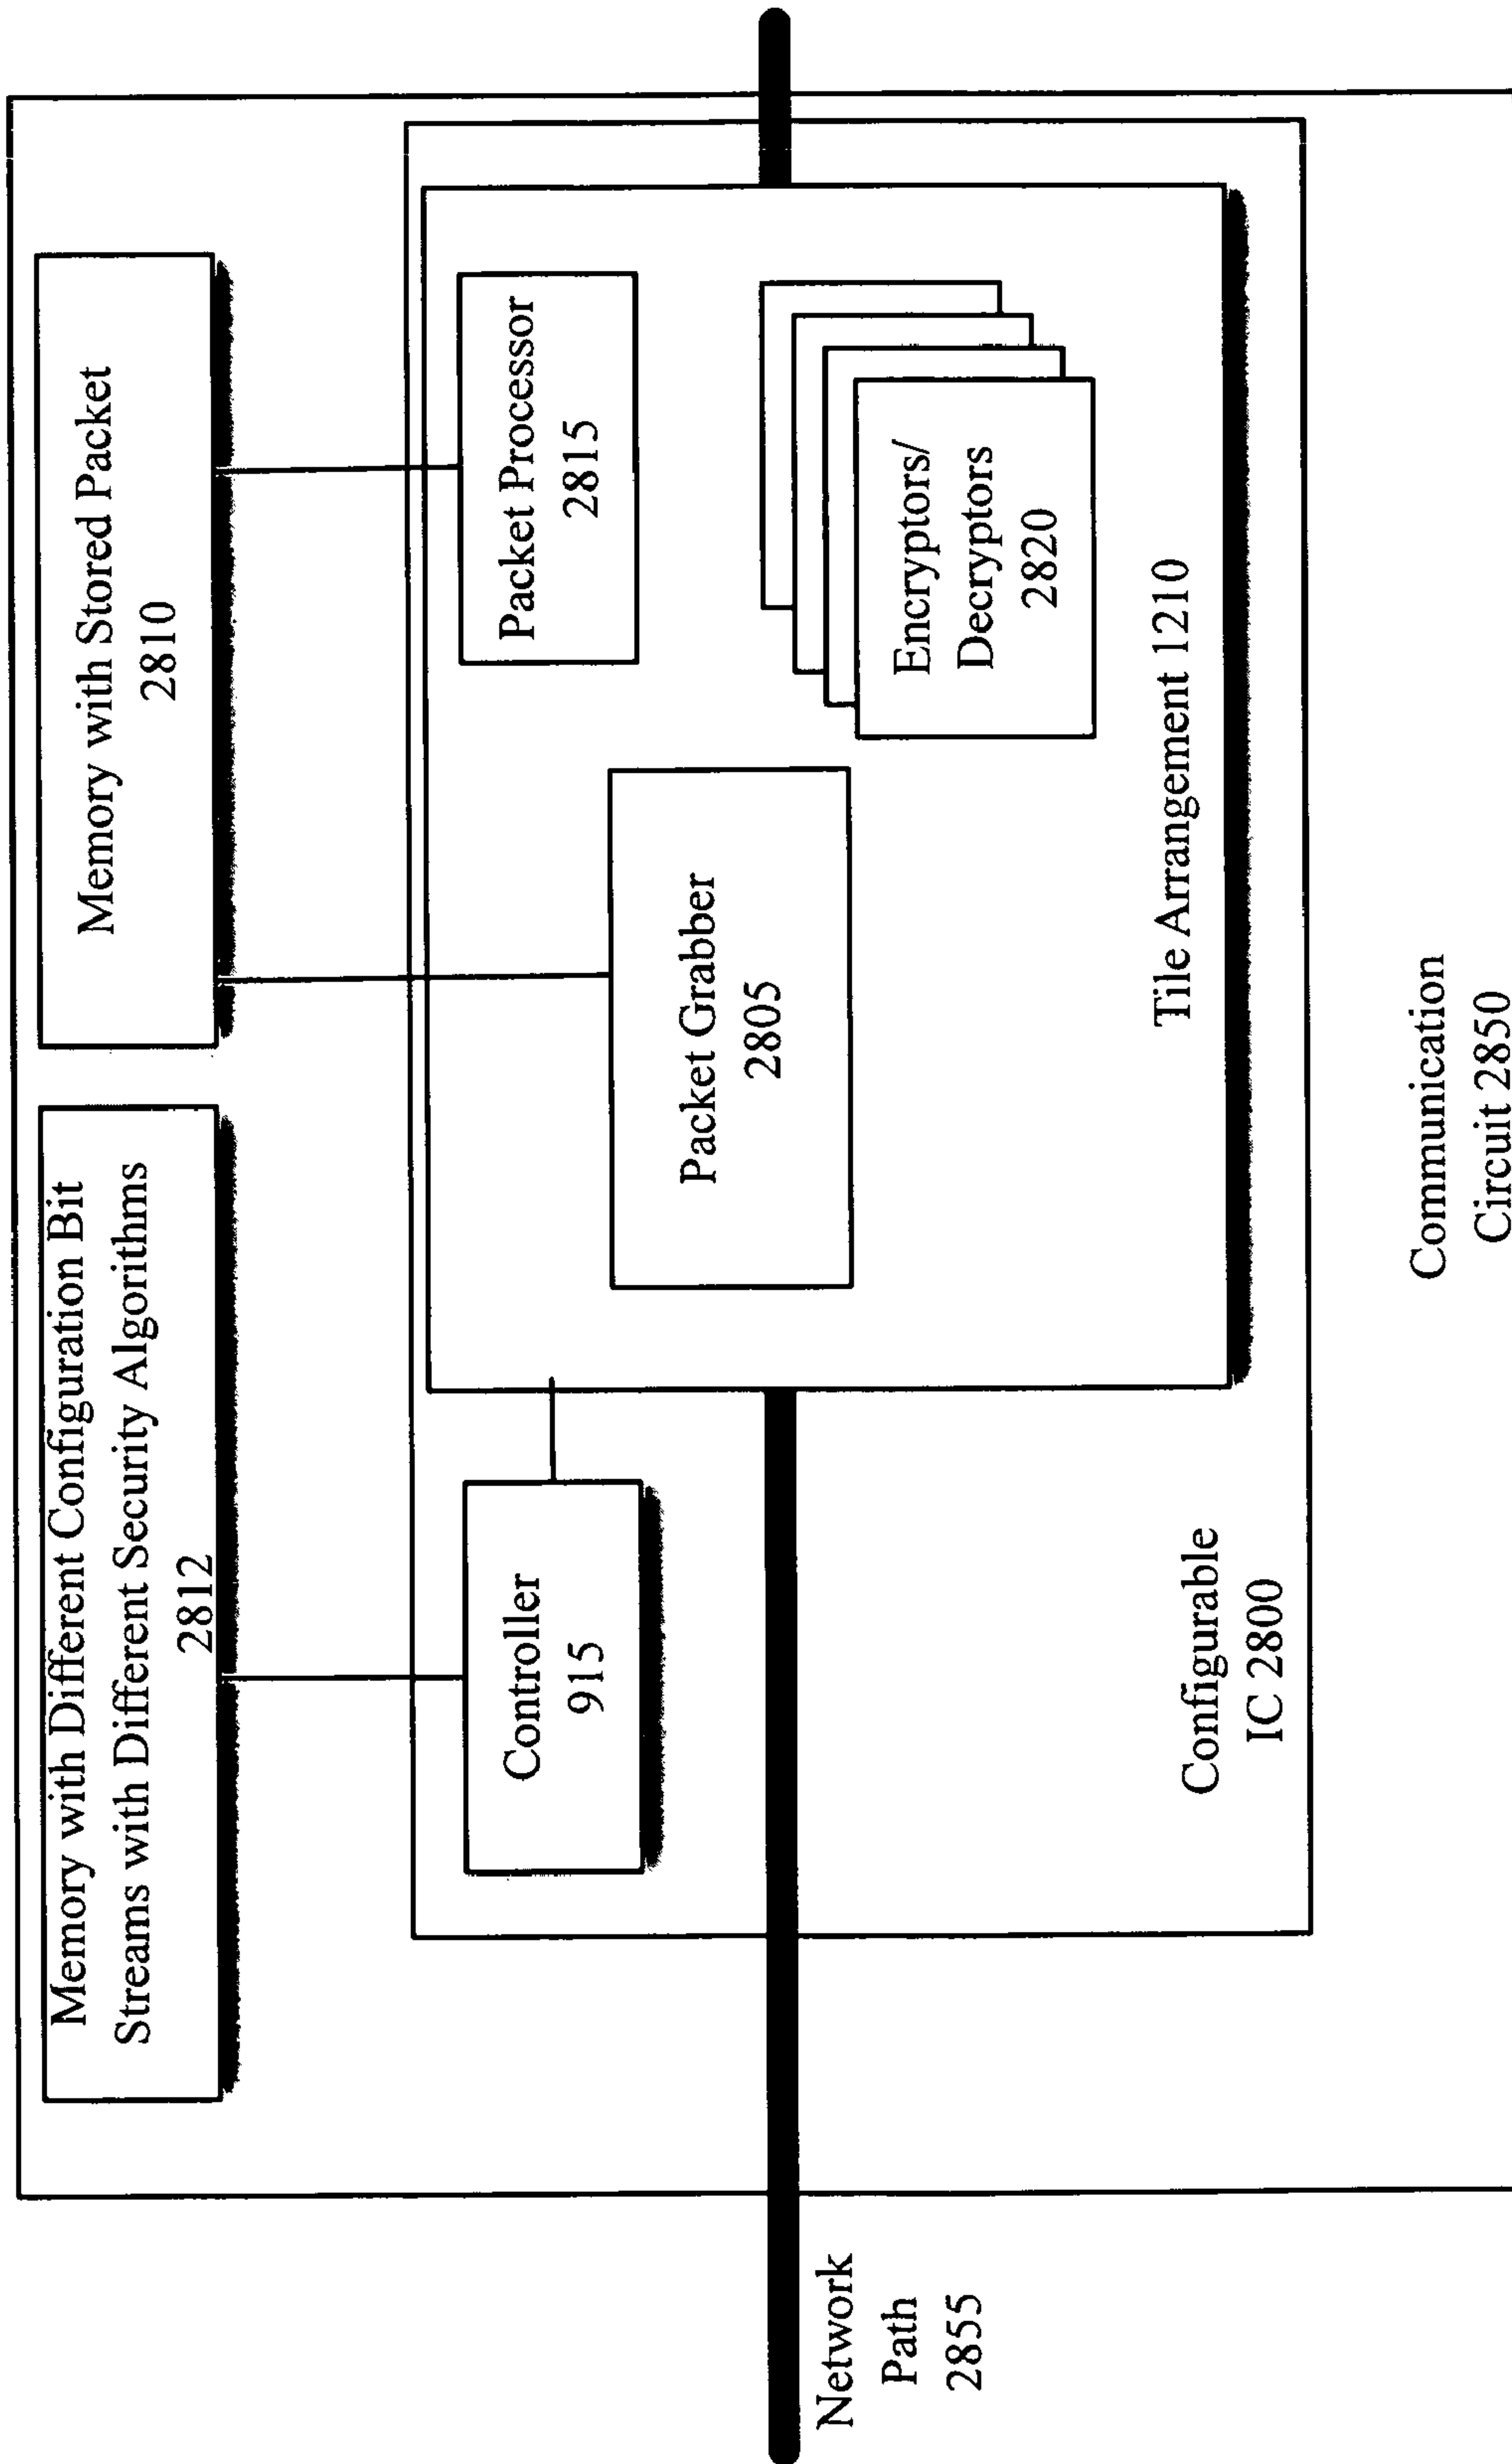 Memory with Different Configuration Bit
Streams with Different Security Algorithms
2812
Memory with Stored Packet
2810
Controller
915
Packet Grabber
2805
Packet Processor
2815
Encryptors/
Decryptors
2820
Tile Arrangement 1210
Configurable
IC 2800
Network
Path
2855
Communication
Circuit 2850